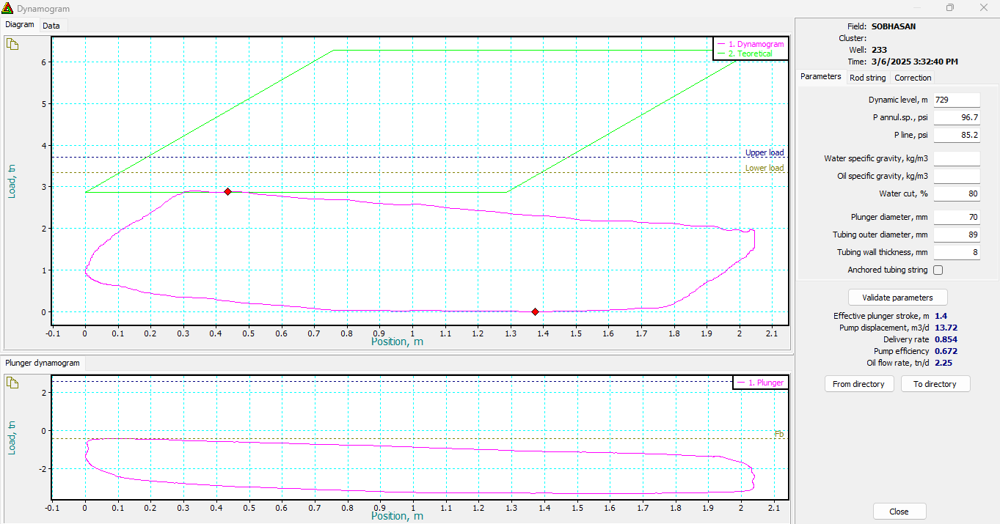 Dynamogram
Diagram Data
1. Dynamogram
2. Teoretical
6
5
4
3
2
1
0
Load, tn
Upper load
Lower load
-0.1 0 0.1 0.2 0.3 0.4 0.5 0.6 0.7 0.8 0.9 1 1.1 1.2 1.3 1.4 1.5 1.6 1.7 1.8 1.9 2 2.1
Position, m
Plunger dynamogram
1. Plunger
2
0
-2
Load, tn
Fb
-0.1 0 0.1 0.2 0.3 0.4 0.5 0.6 0.7 0.8 0.9 1 1.1 1.2 1.3 1.4 1.5 1.6 1.7 1.8 1.9 2 2.1
Position, m
Field: SOBHASAN
Cluster:
Well: 233
Time: 3/6/2025 3:32:40 PM
Parameters Rod string Correction
Dynamic level, m 729
P annul.sp., psi 96.7
P line, psi 85.2
Water specific gravity, kg/m3
Oil specific gravity, kg/m3
Water cut, % 80
Plunger diameter, mm 70
Tubing outer diameter, mm 89
Tubing wall thickness, mm 8
Anchored tubing string
Validate parameters
Effective plunger stroke, m 1.4
Pump displacement, m3/d 13.72
Delivery rate 0.854
Pump efficiency 0.672
Oil flow rate, tn/d 2.25
From directory To directory
Close